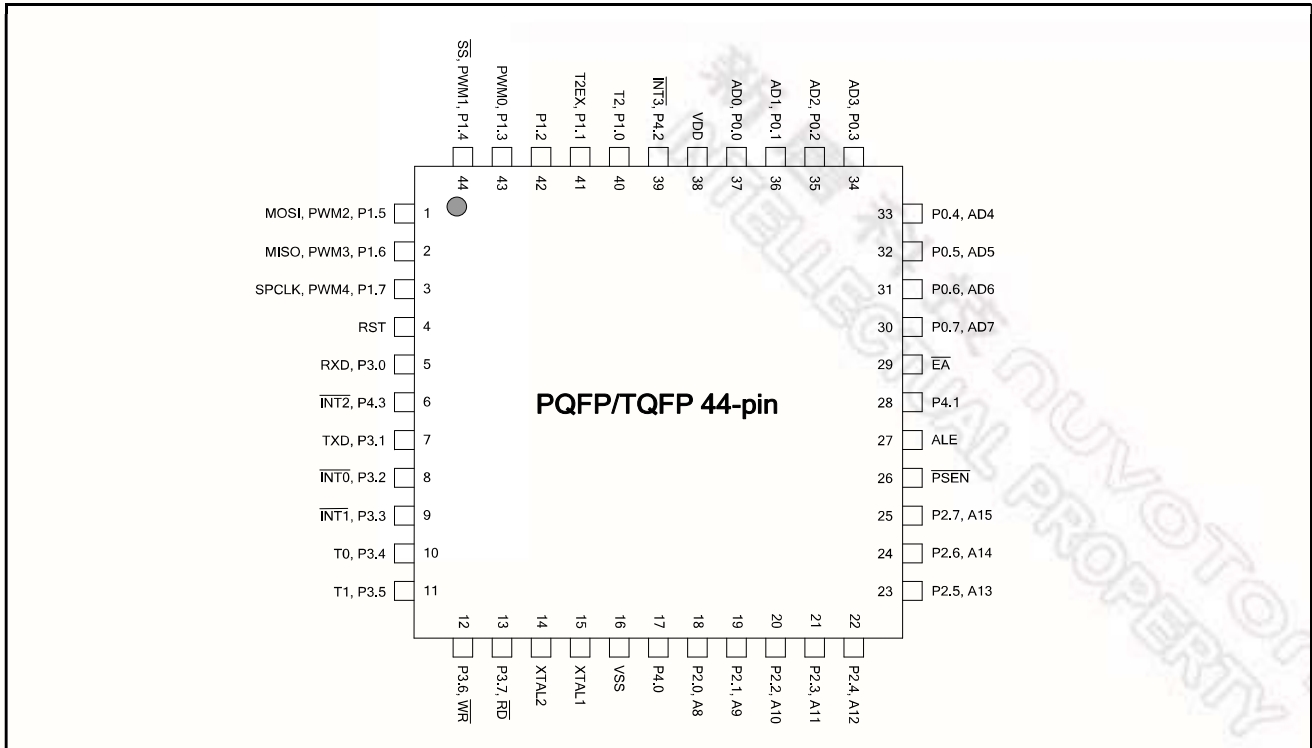 SS, PWM1, P1.4
PWM0, P1.3
P1.2
T2EX, P1.1
T2, P1.0
INT3, P4.2
VDD
AD0, P0.0
AD1, P0.1
AD2, P0.2
AD3, P0.3
44
43
42
41
40
39
38
37
36
35
34
MOSI, PWM2, P1.5 1
MISO, PWM3, P1.6 2
SPCLK, PWM4, P1.7 3
RST 4
RXD, P3.0 5
INT2, P4.3 6
TXD, P3.1 7
INT0, P3.2 8
INT1, P3.3 9
T0, P3.4 10
T1, P3.5 11
PQFP/TQFP 44-pin
33 P0.4, AD4
32 P0.5, AD5
31 P0.6, AD6
30 P0.7, AD7
29 EA
28 P4.1
27 ALE
26 PSEN
25 P2.7, A15
24 P2.6, A14
23 P2.5, A13
12
13
14
15
16
17
18
19
20
21
22
P3.6, WR
P3.7, RD
XTAL2
XTAL1
VSS
P4.0
P2.0, A8
P2.1, A9
P2.2, A10
P2.3, A11
P2.4, A12
新唐科技 nuvoTon
INTELLECTUAL PROPERTY